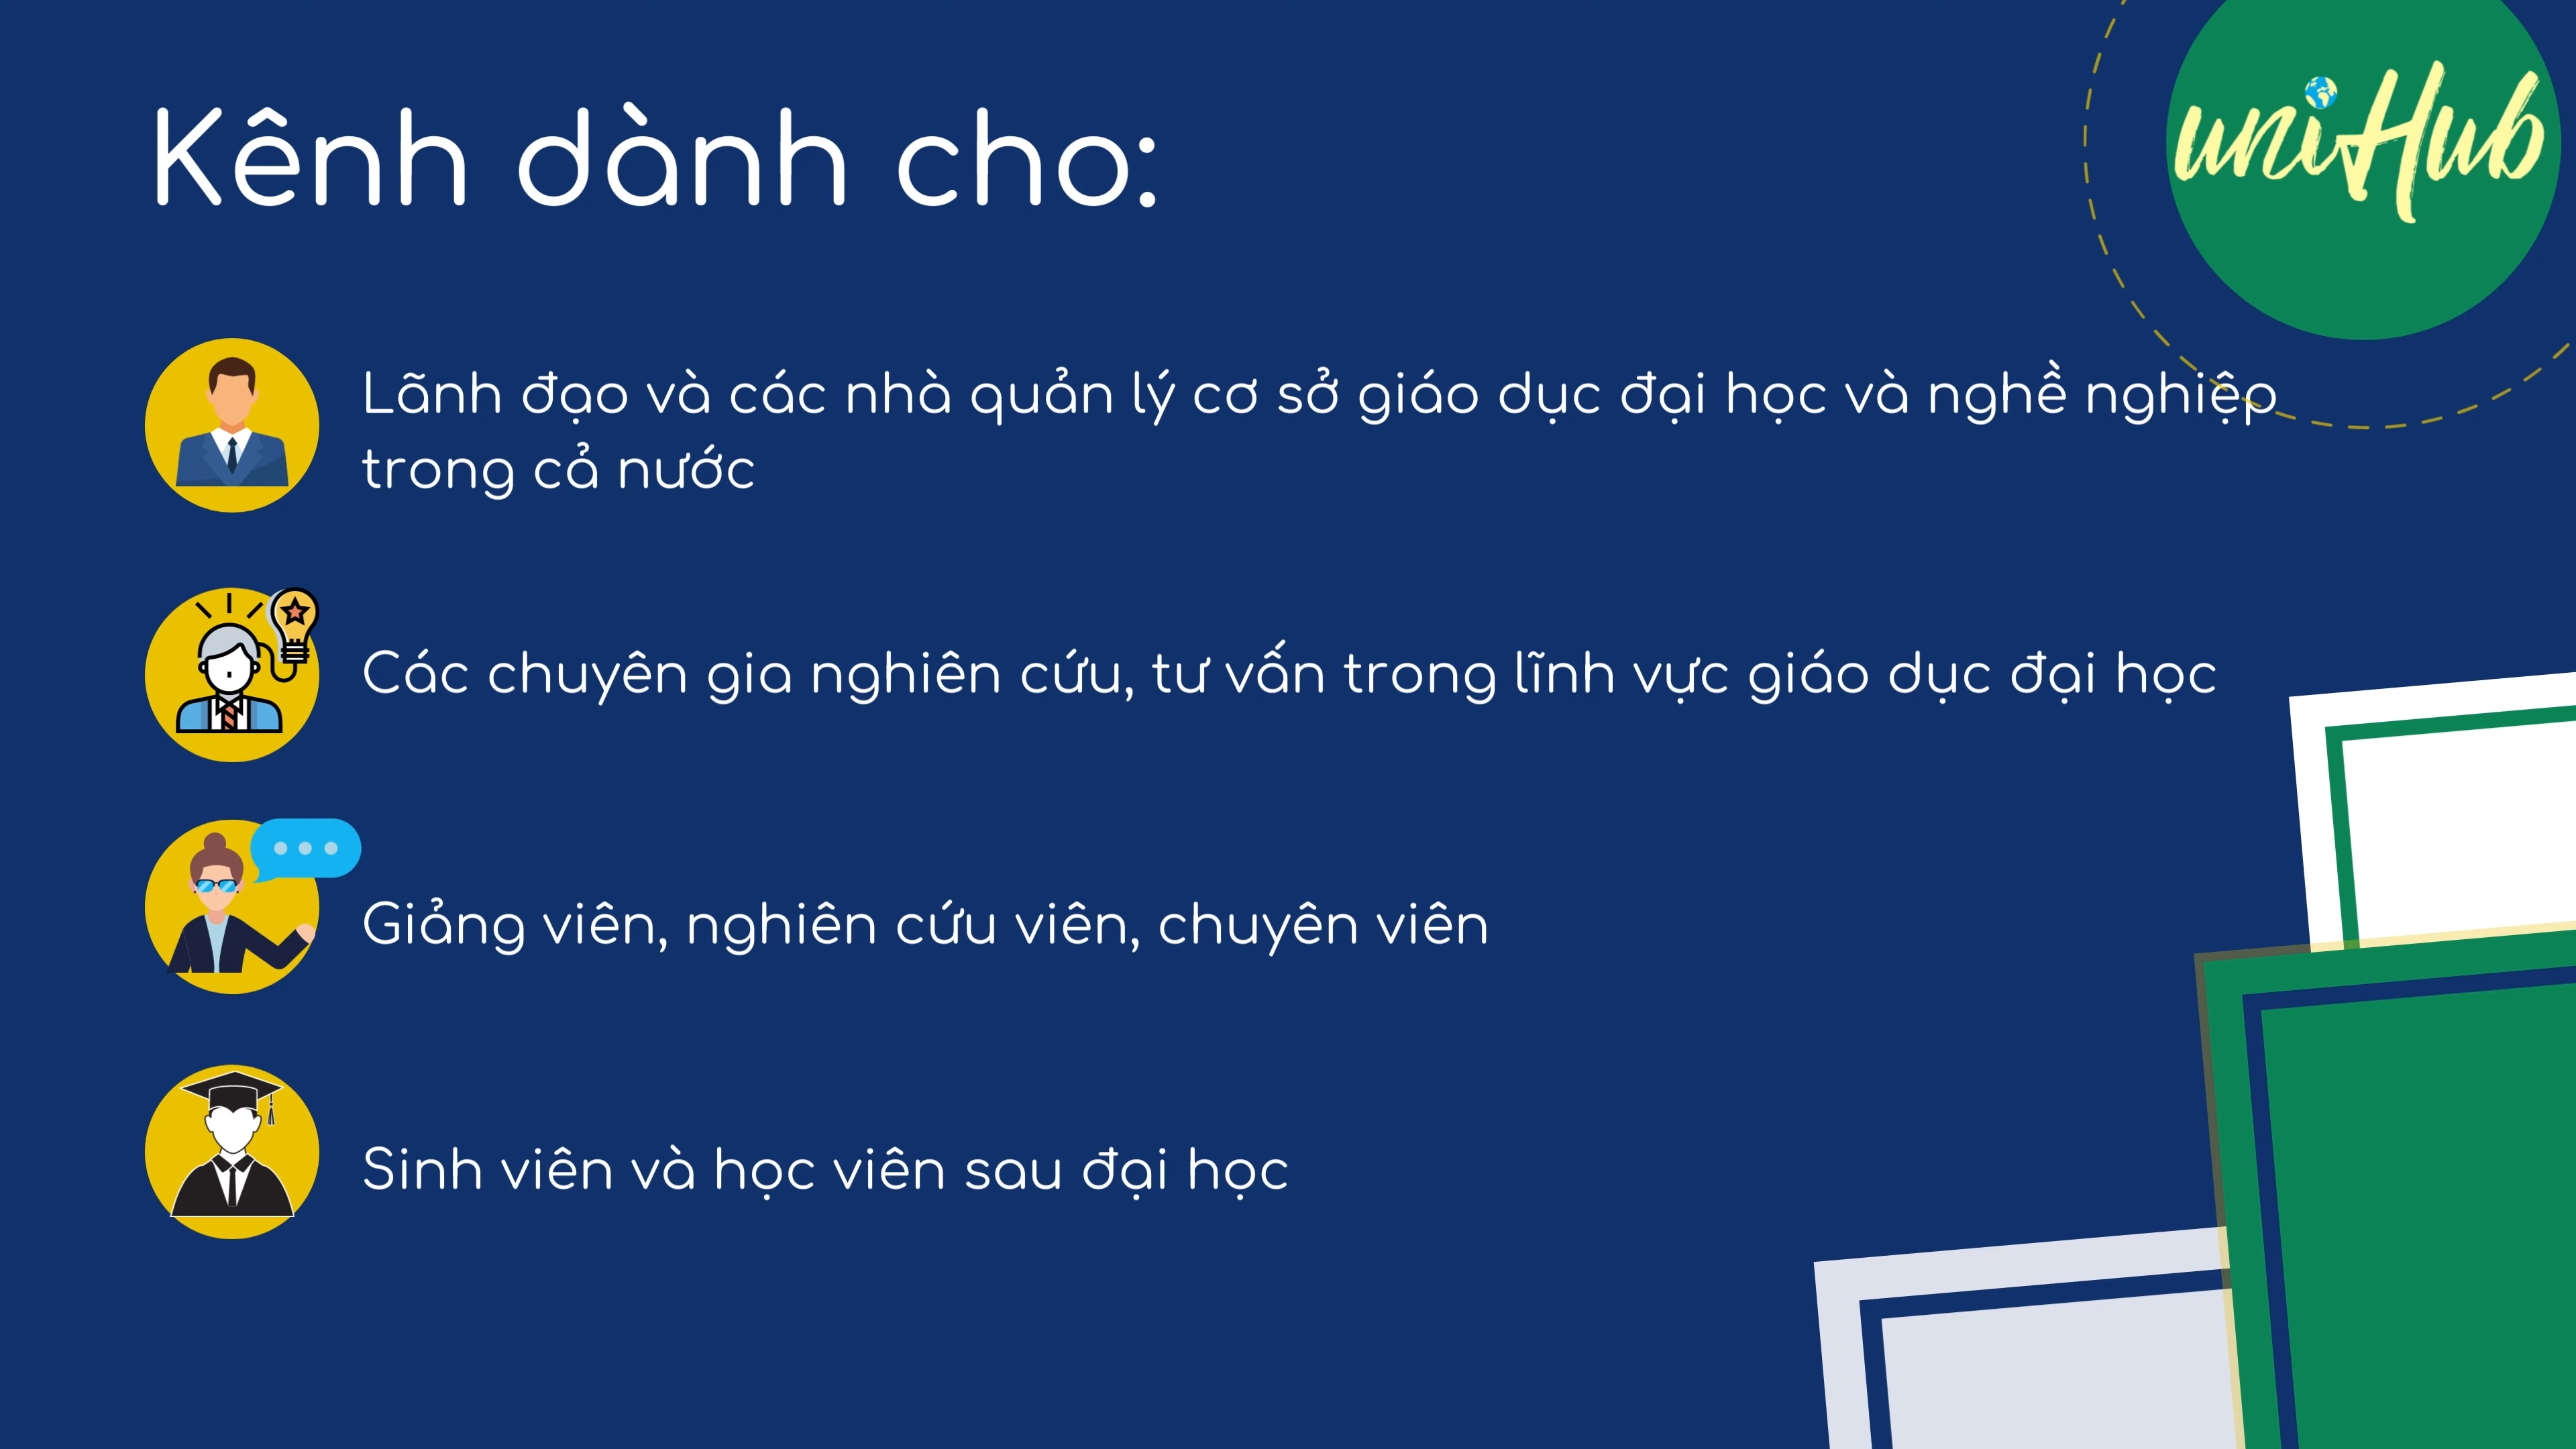 uniHub
Kênh dành cho:
Lãnh đạo và các nhà quản lý cơ sở giáo dục đại học và nghề nghiệp
trong cả nước
Các chuyên gia nghiên cứu, tư vấn trong lĩnh vực giáo dục đại học
Giảng viên, nghiên cứu viên, chuyên viên
Sinh viên và học viên sau đại học